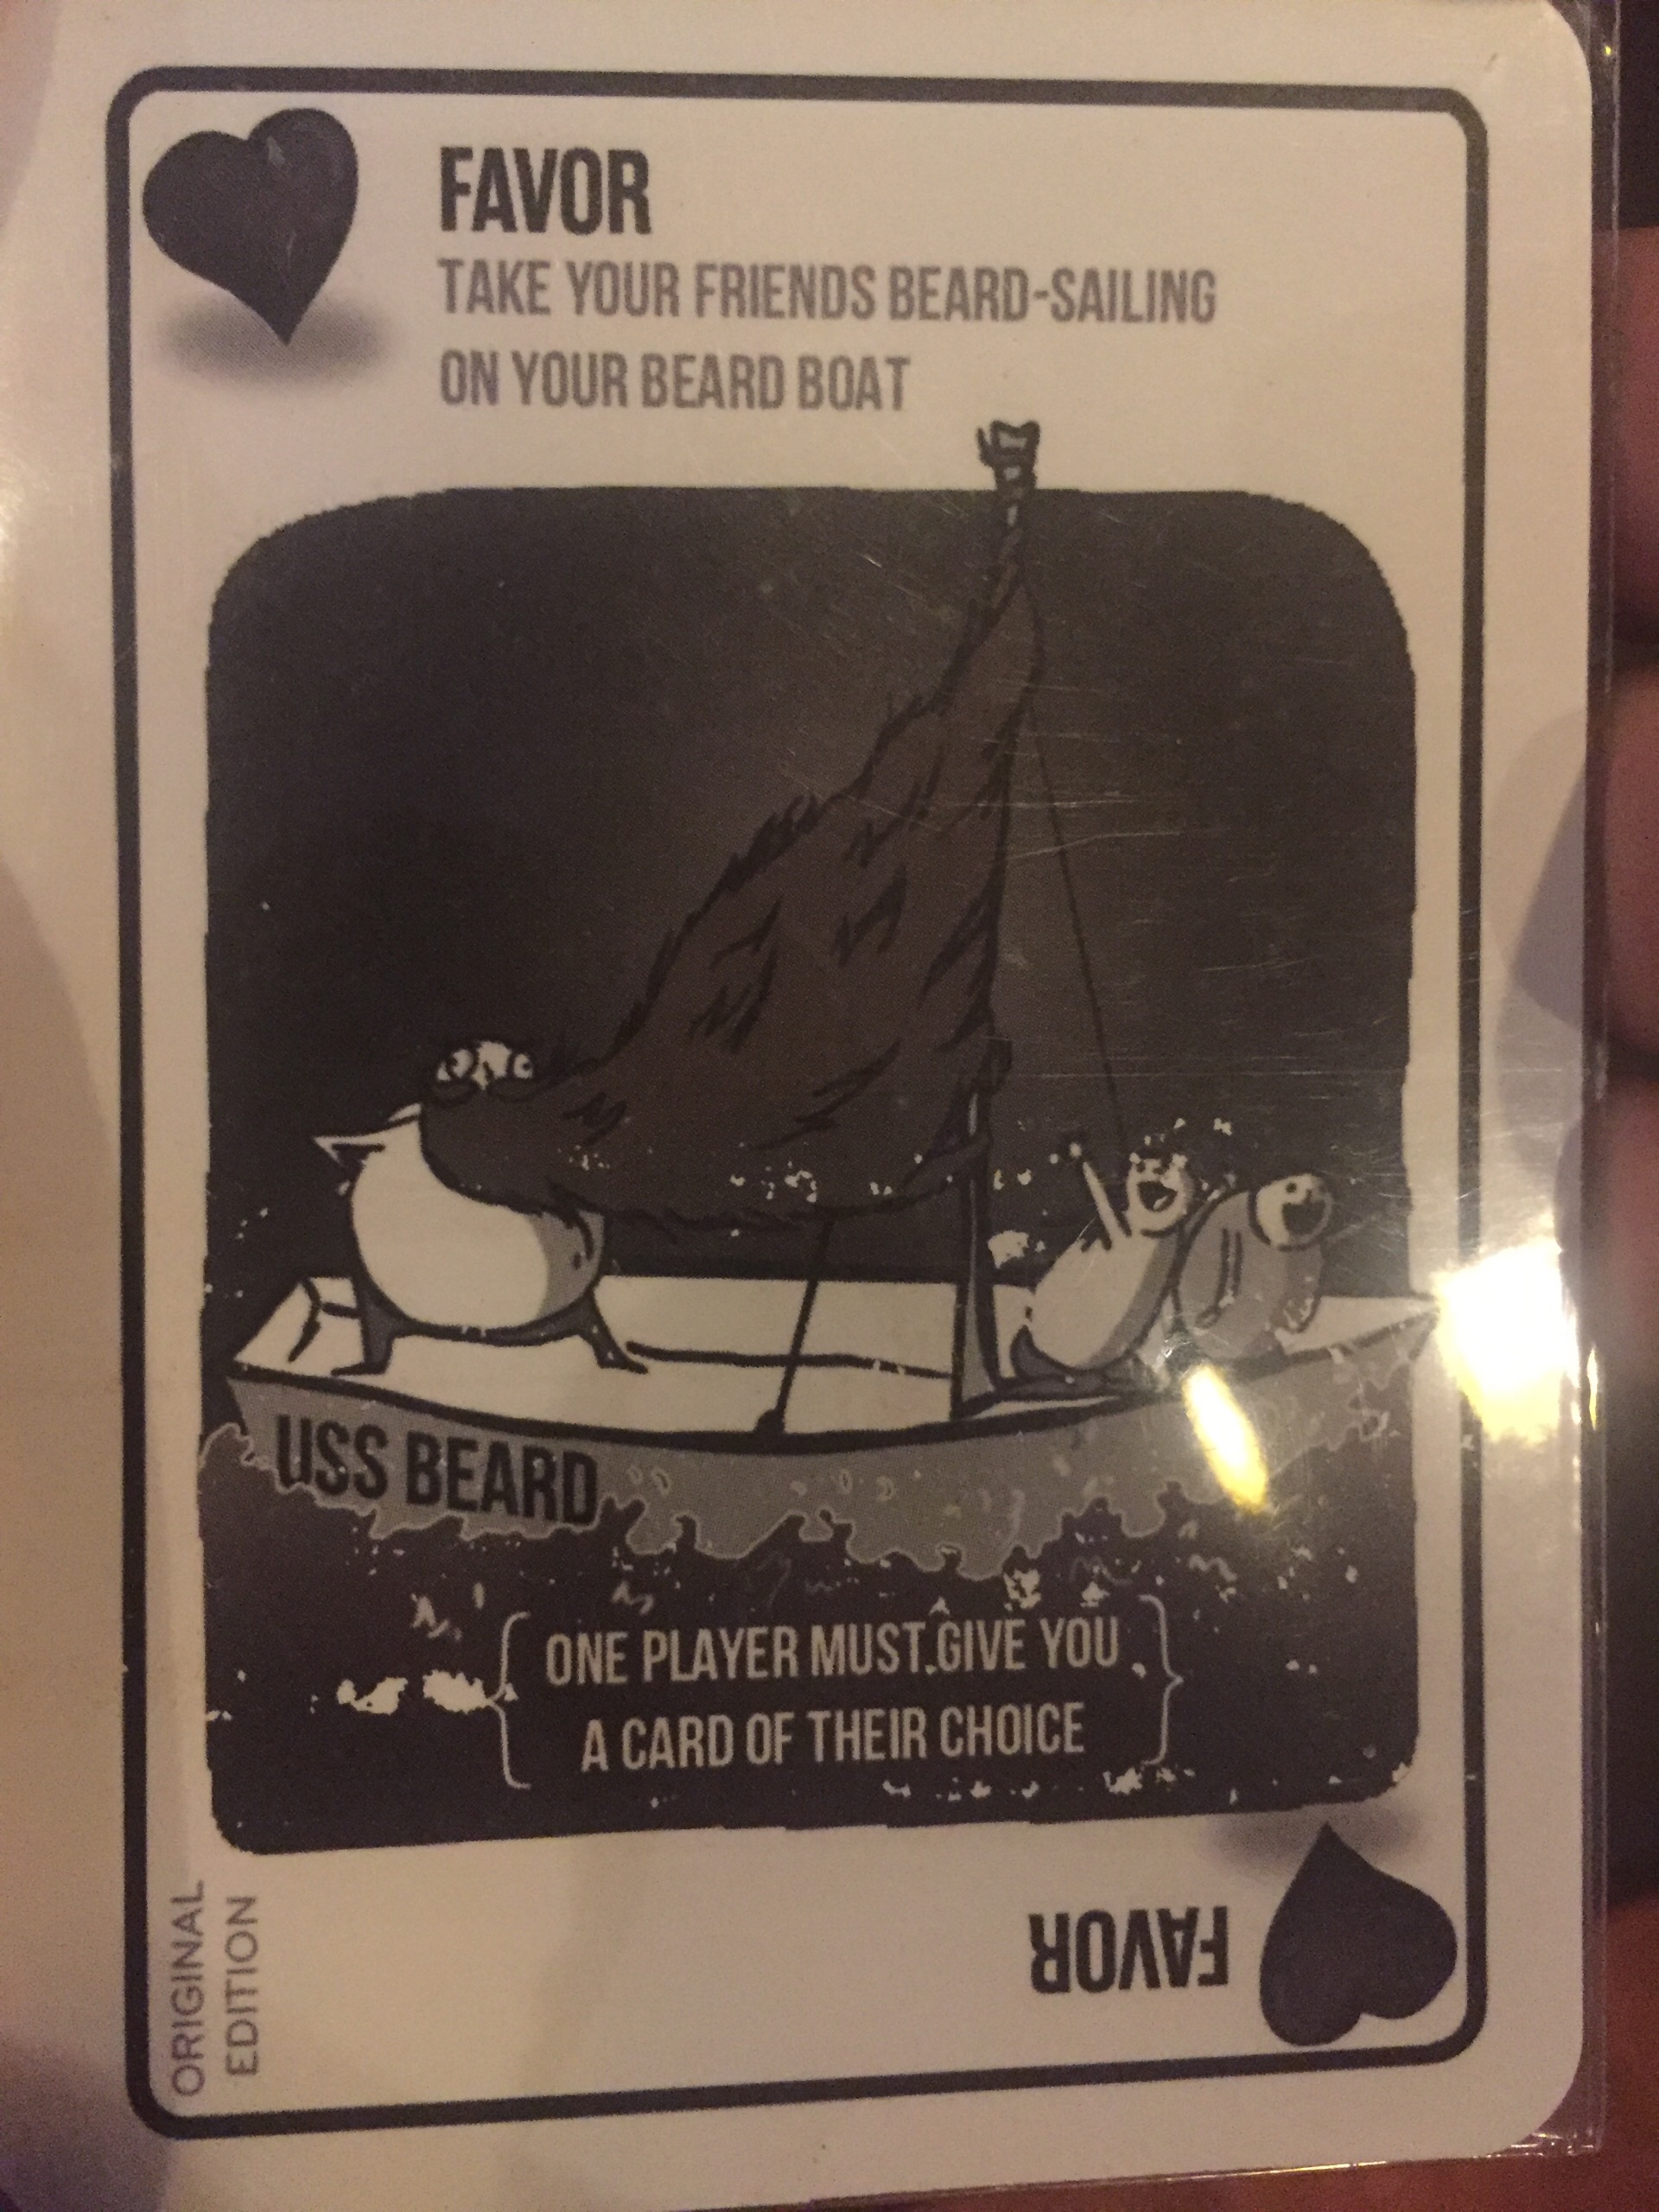 FAVOR
TAKE YOUR FRIENDS BEARD-SAILING
ON YOUR BEARD BOAT
USS BEARD
ONE PLAYER MUST GIVE YOU
A CARD OF THEIR CHOICE
FAVOR
ORIGINAL
EDITION